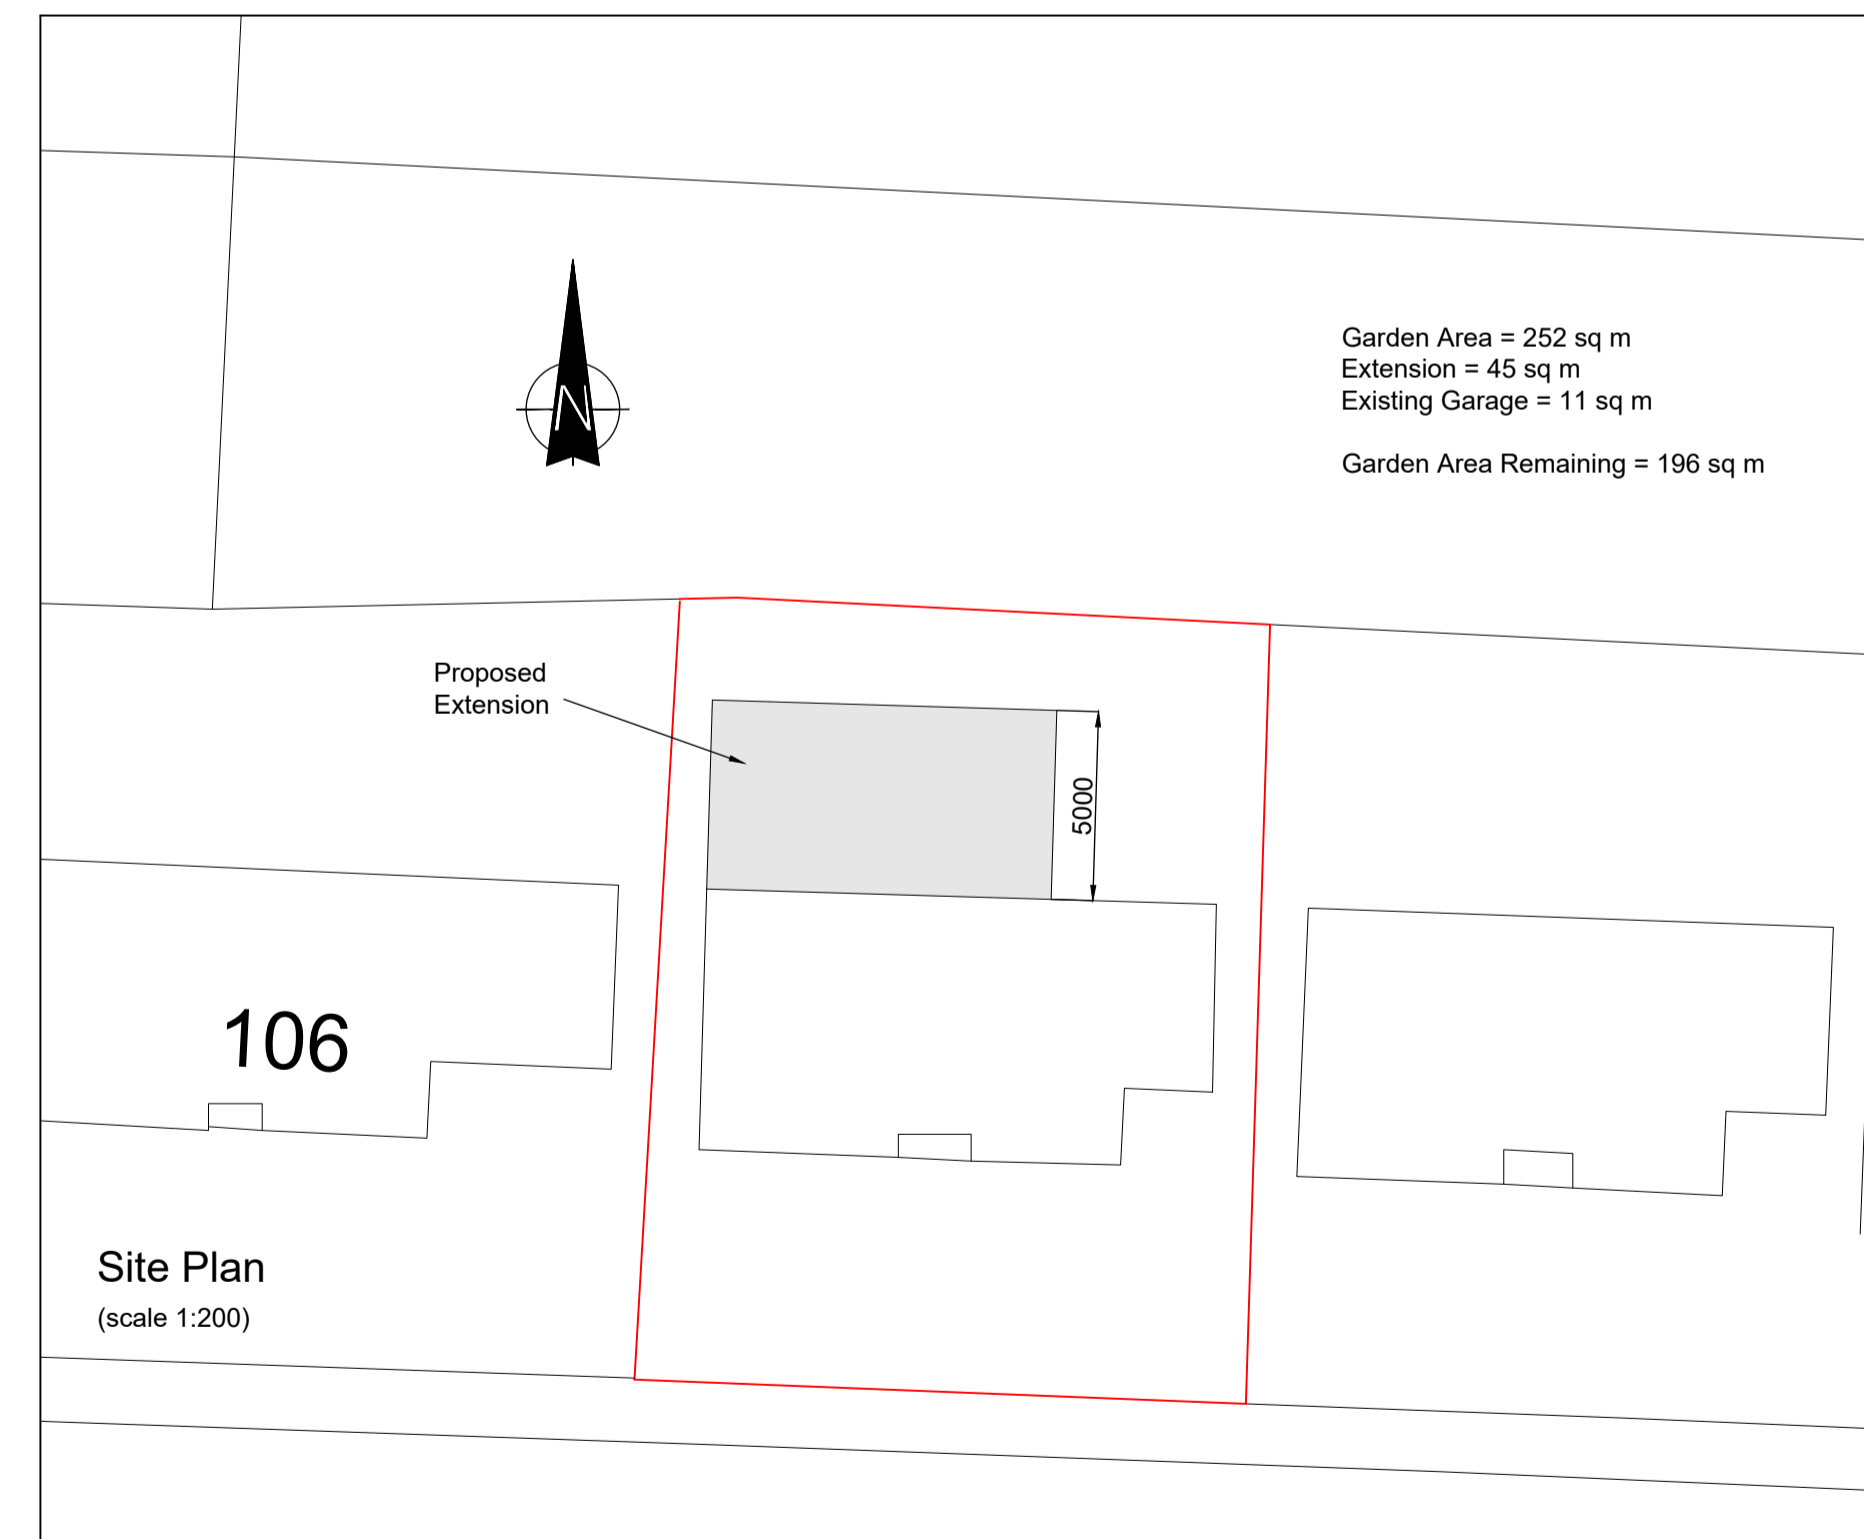 N
Garden Area = 252 sq m
Extension = 45 sq m
Existing Garage = 11 sq m
Garden Area Remaining = 196 sq m
Proposed
Extension
5000
106
Site Plan
(scale 1:200)